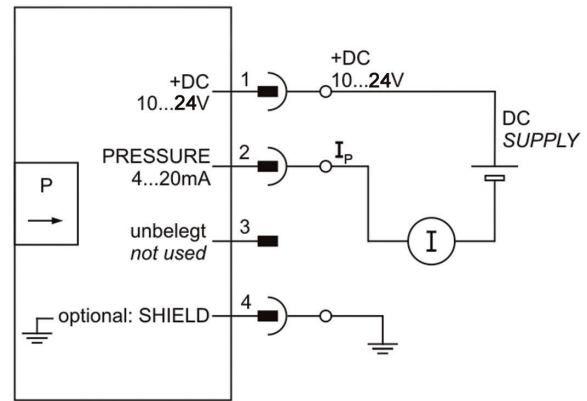 +DC
10...24V
1
+DC
10...24V
DC
SUPPLY
PRESSURE
4...20mA
2
I_P
P
unbelegt
not used
3
I
optional: SHIELD
4